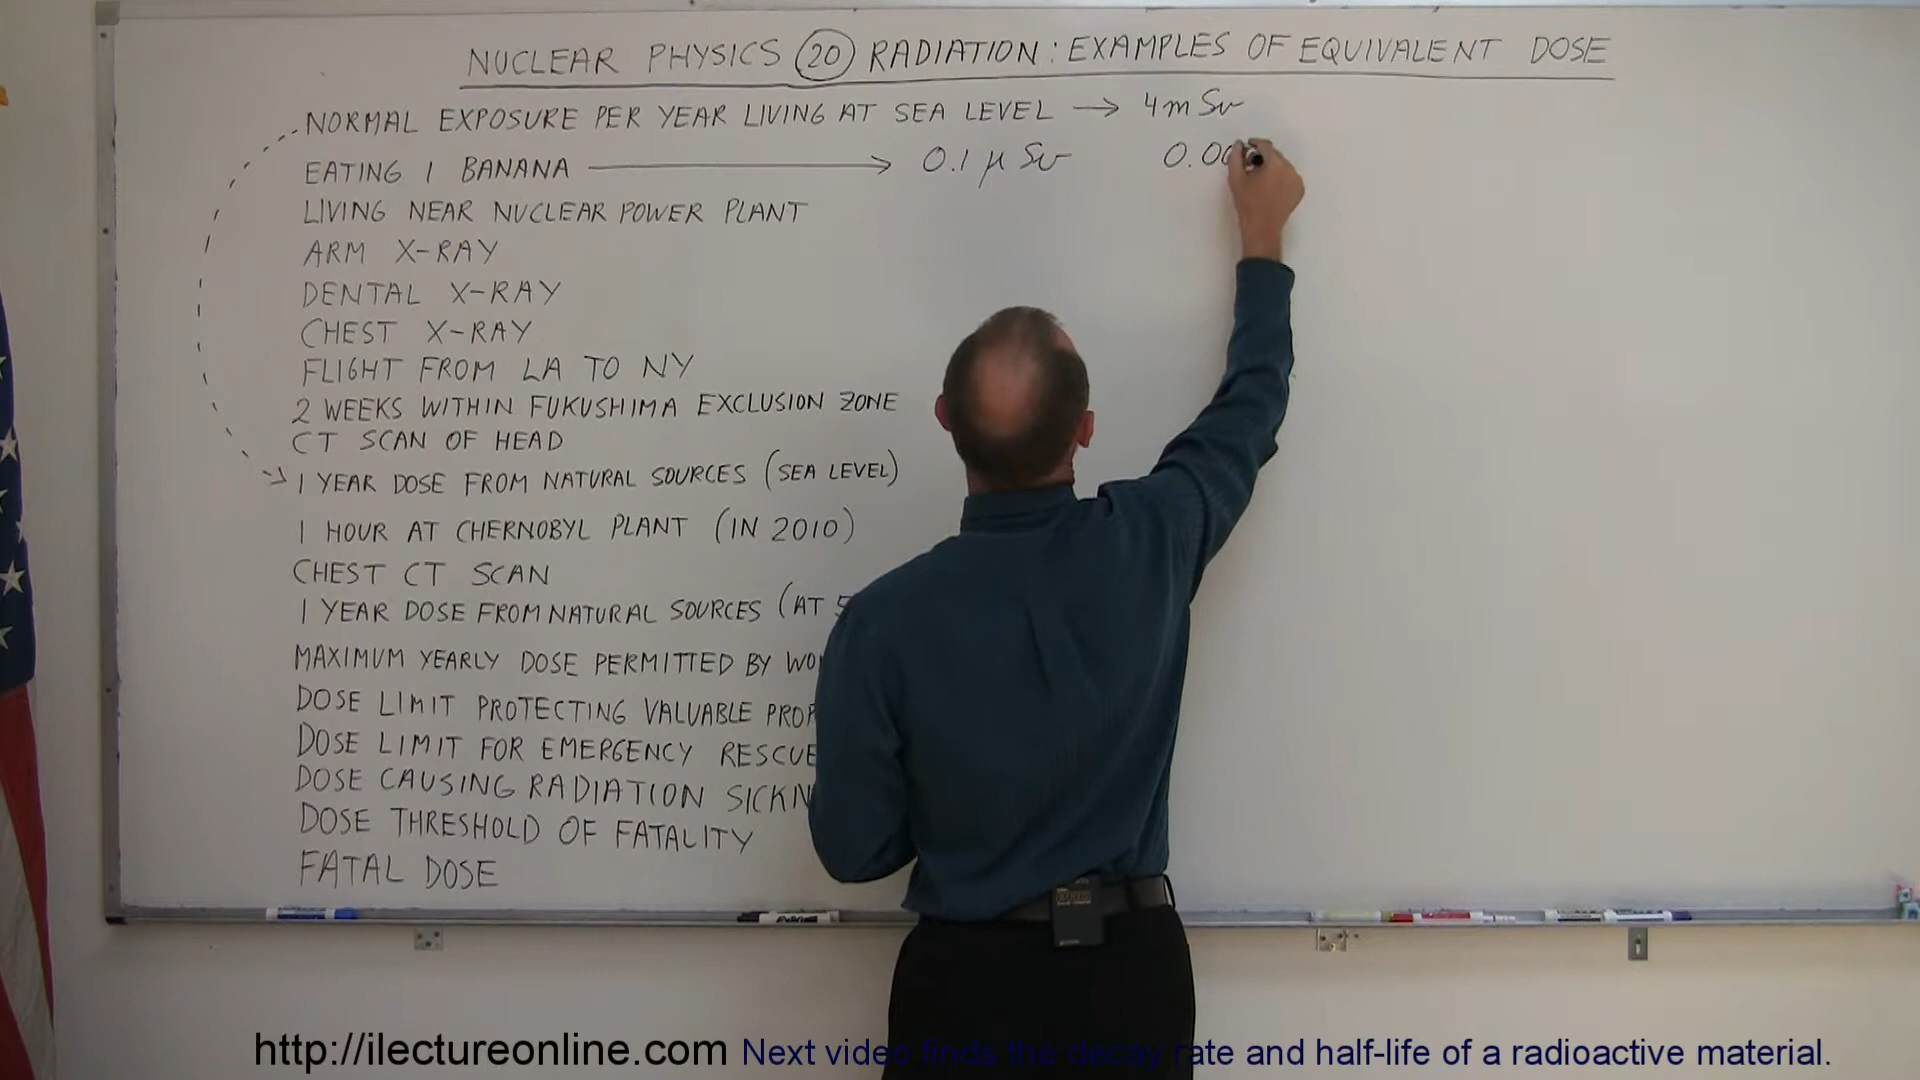 NUCLEAR PHYSICS 20 RADIATION: EXAMPLES OF EQUIVALENT DOSE
NORMAL EXPOSURE PER YEAR LIVING AT SEA LEVEL → 4 m Sv
EATING 1 BANANA → 0.1 μ Sv 0.00
LIVING NEAR NUCLEAR POWER PLANT
ARM X-RAY
DENTAL X-RAY
CHEST X-RAY
FLIGHT FROM LA TO NY
2 WEEKS WITHIN FUKUSHIMA EXCLUSION ZONE
CT SCAN OF HEAD
1 YEAR DOSE FROM NATURAL SOURCES (SEA LEVEL)
1 HOUR AT CHERNOBYL PLANT (IN 2010)
CHEST CT SCAN
1 YEAR DOSE FROM NATURAL SOURCES (AT 5
MAXIMUM YEARLY DOSE PERMITTED BY
DOSE LIMIT PROTECTING VALUABLE
DOSE LIMIT FOR EMERGENCY RESCUE
DOSE CAUSING RADIATION
DOSE THRESHOLD OF FATALITY
FATAL DOSE
http://ilectureonline.com Next video finds the decay rate and half-life of a radioactive material.